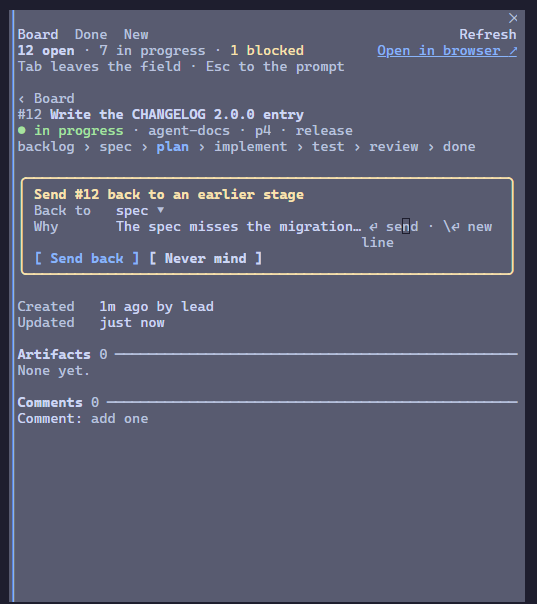 ×
Board Done New Refresh
12 open · 7 in progress · 1 blocked Open in browser ↗
Tab leaves the field · Esc to the prompt
‹ Board
#12 Write the CHANGELOG 2.0.0 entry
● in progress · agent-docs · p4 · release
backlog › spec › plan › implement › test › review › done
Send #12 back to an earlier stage
Back to spec ▾
Why The spec misses the migration… ⏎ send · \⏎ new
line
[ Send back ] [ Never mind ]
Created 1m ago by lead
Updated just now
Artifacts 0
None yet.
Comments 0
Comment: add one